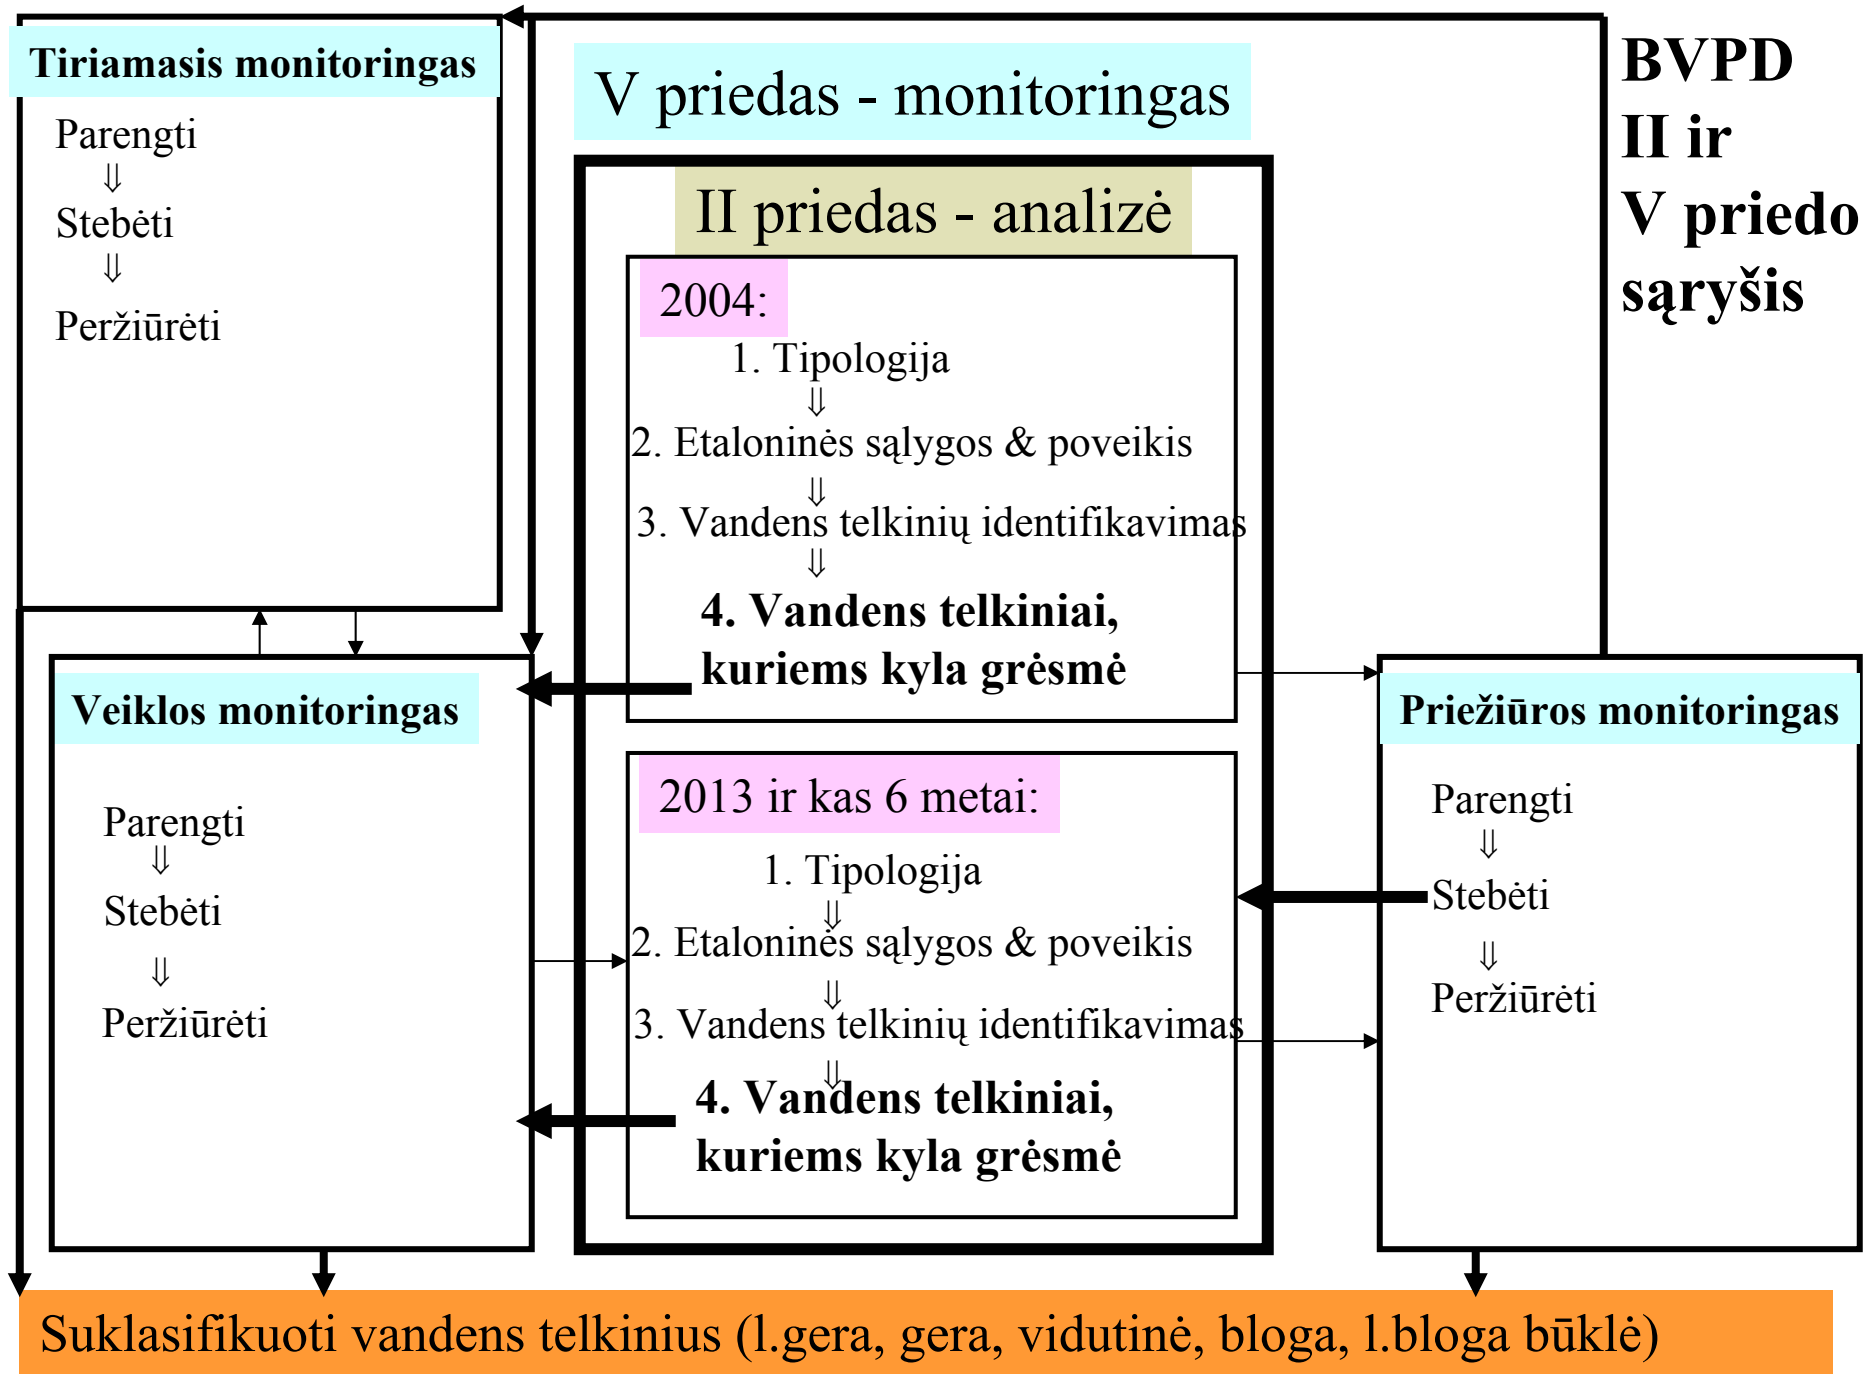 Tiriamasis monitoringas
Parengti
⇓
Stebėti
⇓
Peržiūrėti
V priedas - monitoringas
BVPD
II ir
V priedo
sąryšis
II priedas - analizė
2004:
1. Tipologija
⇓
2. Etaloninės sąlygos & poveikis
⇓
3. Vandens telkinių identifikavimas
⇓
4. Vandens telkiniai,
kuriems kyla grėsmė
Veiklos monitoringas
Parengti
⇓
Stebėti
⇓
Peržiūrėti
2013 ir kas 6 metai:
1. Tipologija
⇓
2. Etaloninės sąlygos & poveikis
⇓
3. Vandens telkinių identifikavimas
⇓
4. Vandens telkiniai,
kuriems kyla grėsmė
Priežiūros monitoringas
Parengti
⇓
Stebėti
⇓
Peržiūrėti
Suklasifikuoti vandens telkinius (l.gera, gera, vidutinė, bloga, l.bloga būklė)